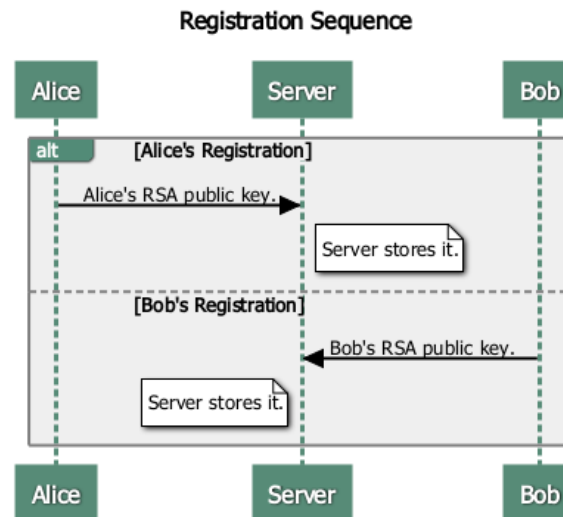 Registration Sequence
Alice Server Bob
alt [Alice's Registration]
Alice's RSA public key.
Server stores it.
[Bob's Registration]
Bob's RSA public key.
Server stores it.
Alice Server Bob